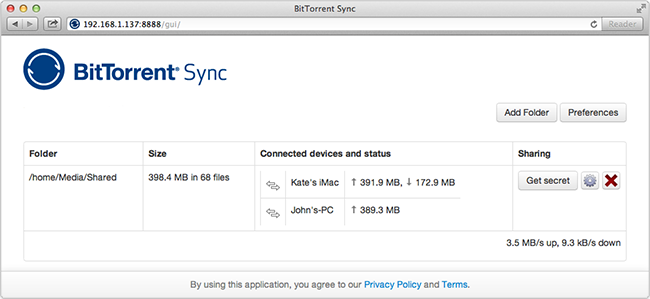 BitTorrent Sync
192.168.1.137:8888/gui/
Reader
BitTorrent® Sync
Add Folder Preferences
Folder Size Connected devices and status Sharing
/home/Media/Shared 398.4 MB in 68 files Kate's iMac ↑ 391.9 MB, ↓ 172.9 MB Get secret
John's-PC ↑ 389.3 MB
3.5 MB/s up, 9.3 kB/s down
By using this application, you agree to our Privacy Policy and Terms.